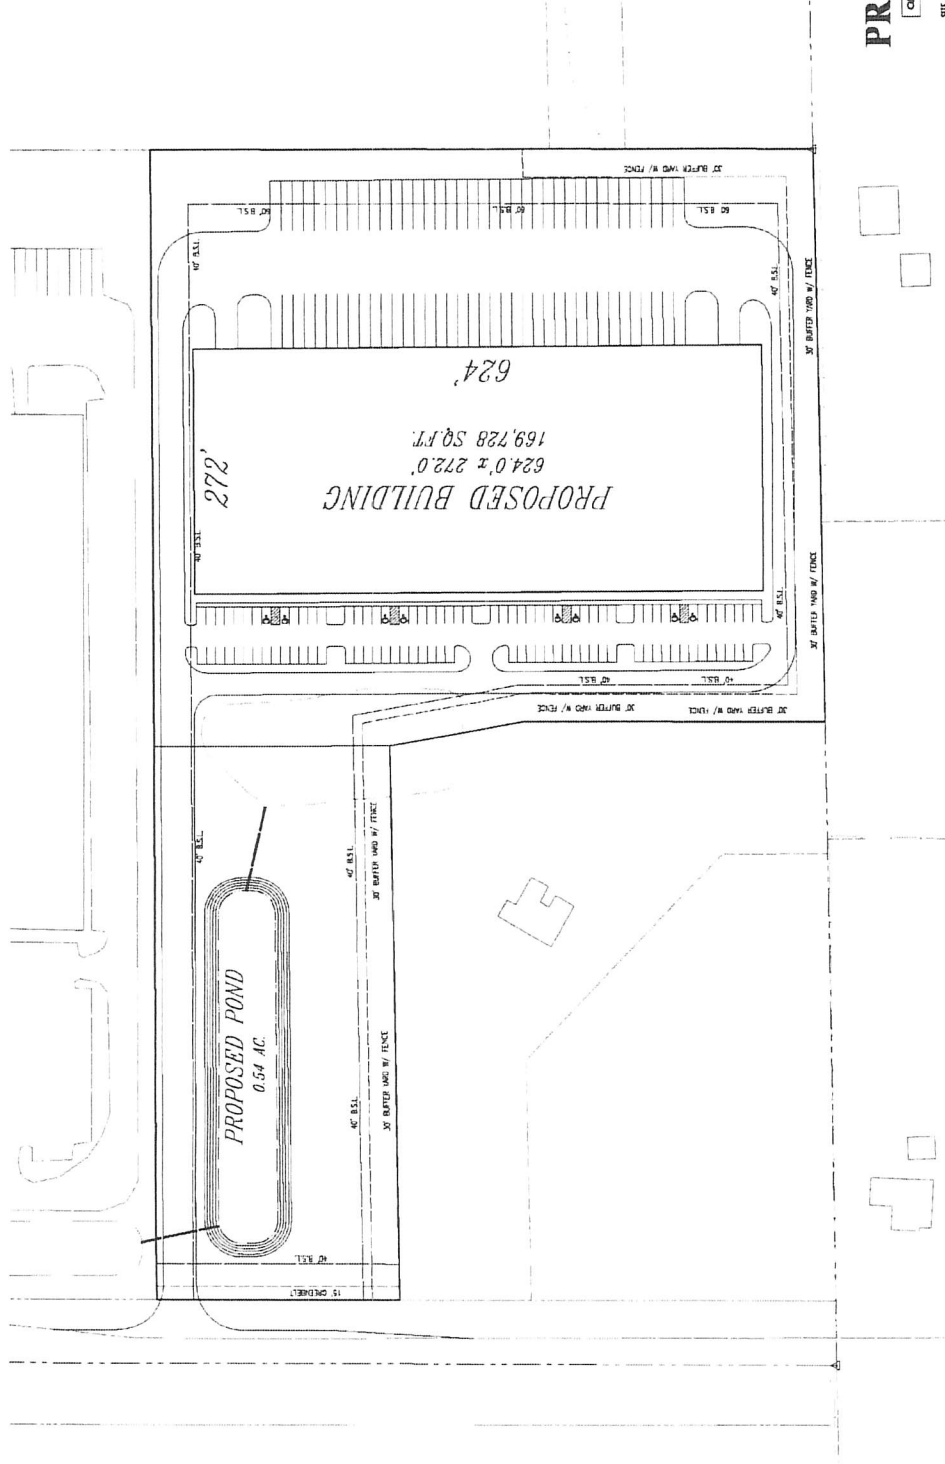 PR
30' BUFFER YARD W/ FENCE
60' B.S.L.
60' B.S.L.
60' B.S.L.
40' B.S.L.
40' B.S.L.
30' BUFFER YARD W/ FENCE
624'
272'
PROPOSED BUILDING
624.0' x 272.0'
169,728 SQ.FT.
40' B.S.L.
40' B.S.L.
30' BUFFER YARD W/ FENCE
40' B.S.L.
40' B.S.L.
30' BUFFER YARD W/ FENCE
30' BUFFER YARD W/ FENCE
40' B.S.L.
40' B.S.L.
30' BUFFER YARD W/ FENCE
PROPOSED POND
0.54 AC.
40' B.S.L.
30' BUFFER YARD W/ FENCE
40' B.S.L.
15' GREENBELT